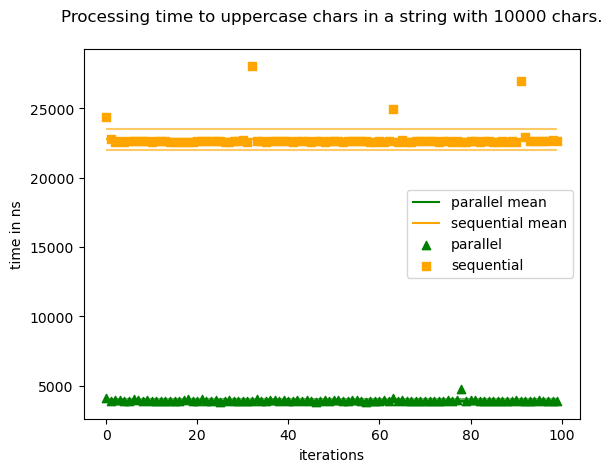 Processing time to uppercase chars in a string with 10000 chars.
25000
20000
15000
10000
5000
time in ns
parallel mean
sequential mean
parallel
sequential
0 20 40 60 80 100
iterations